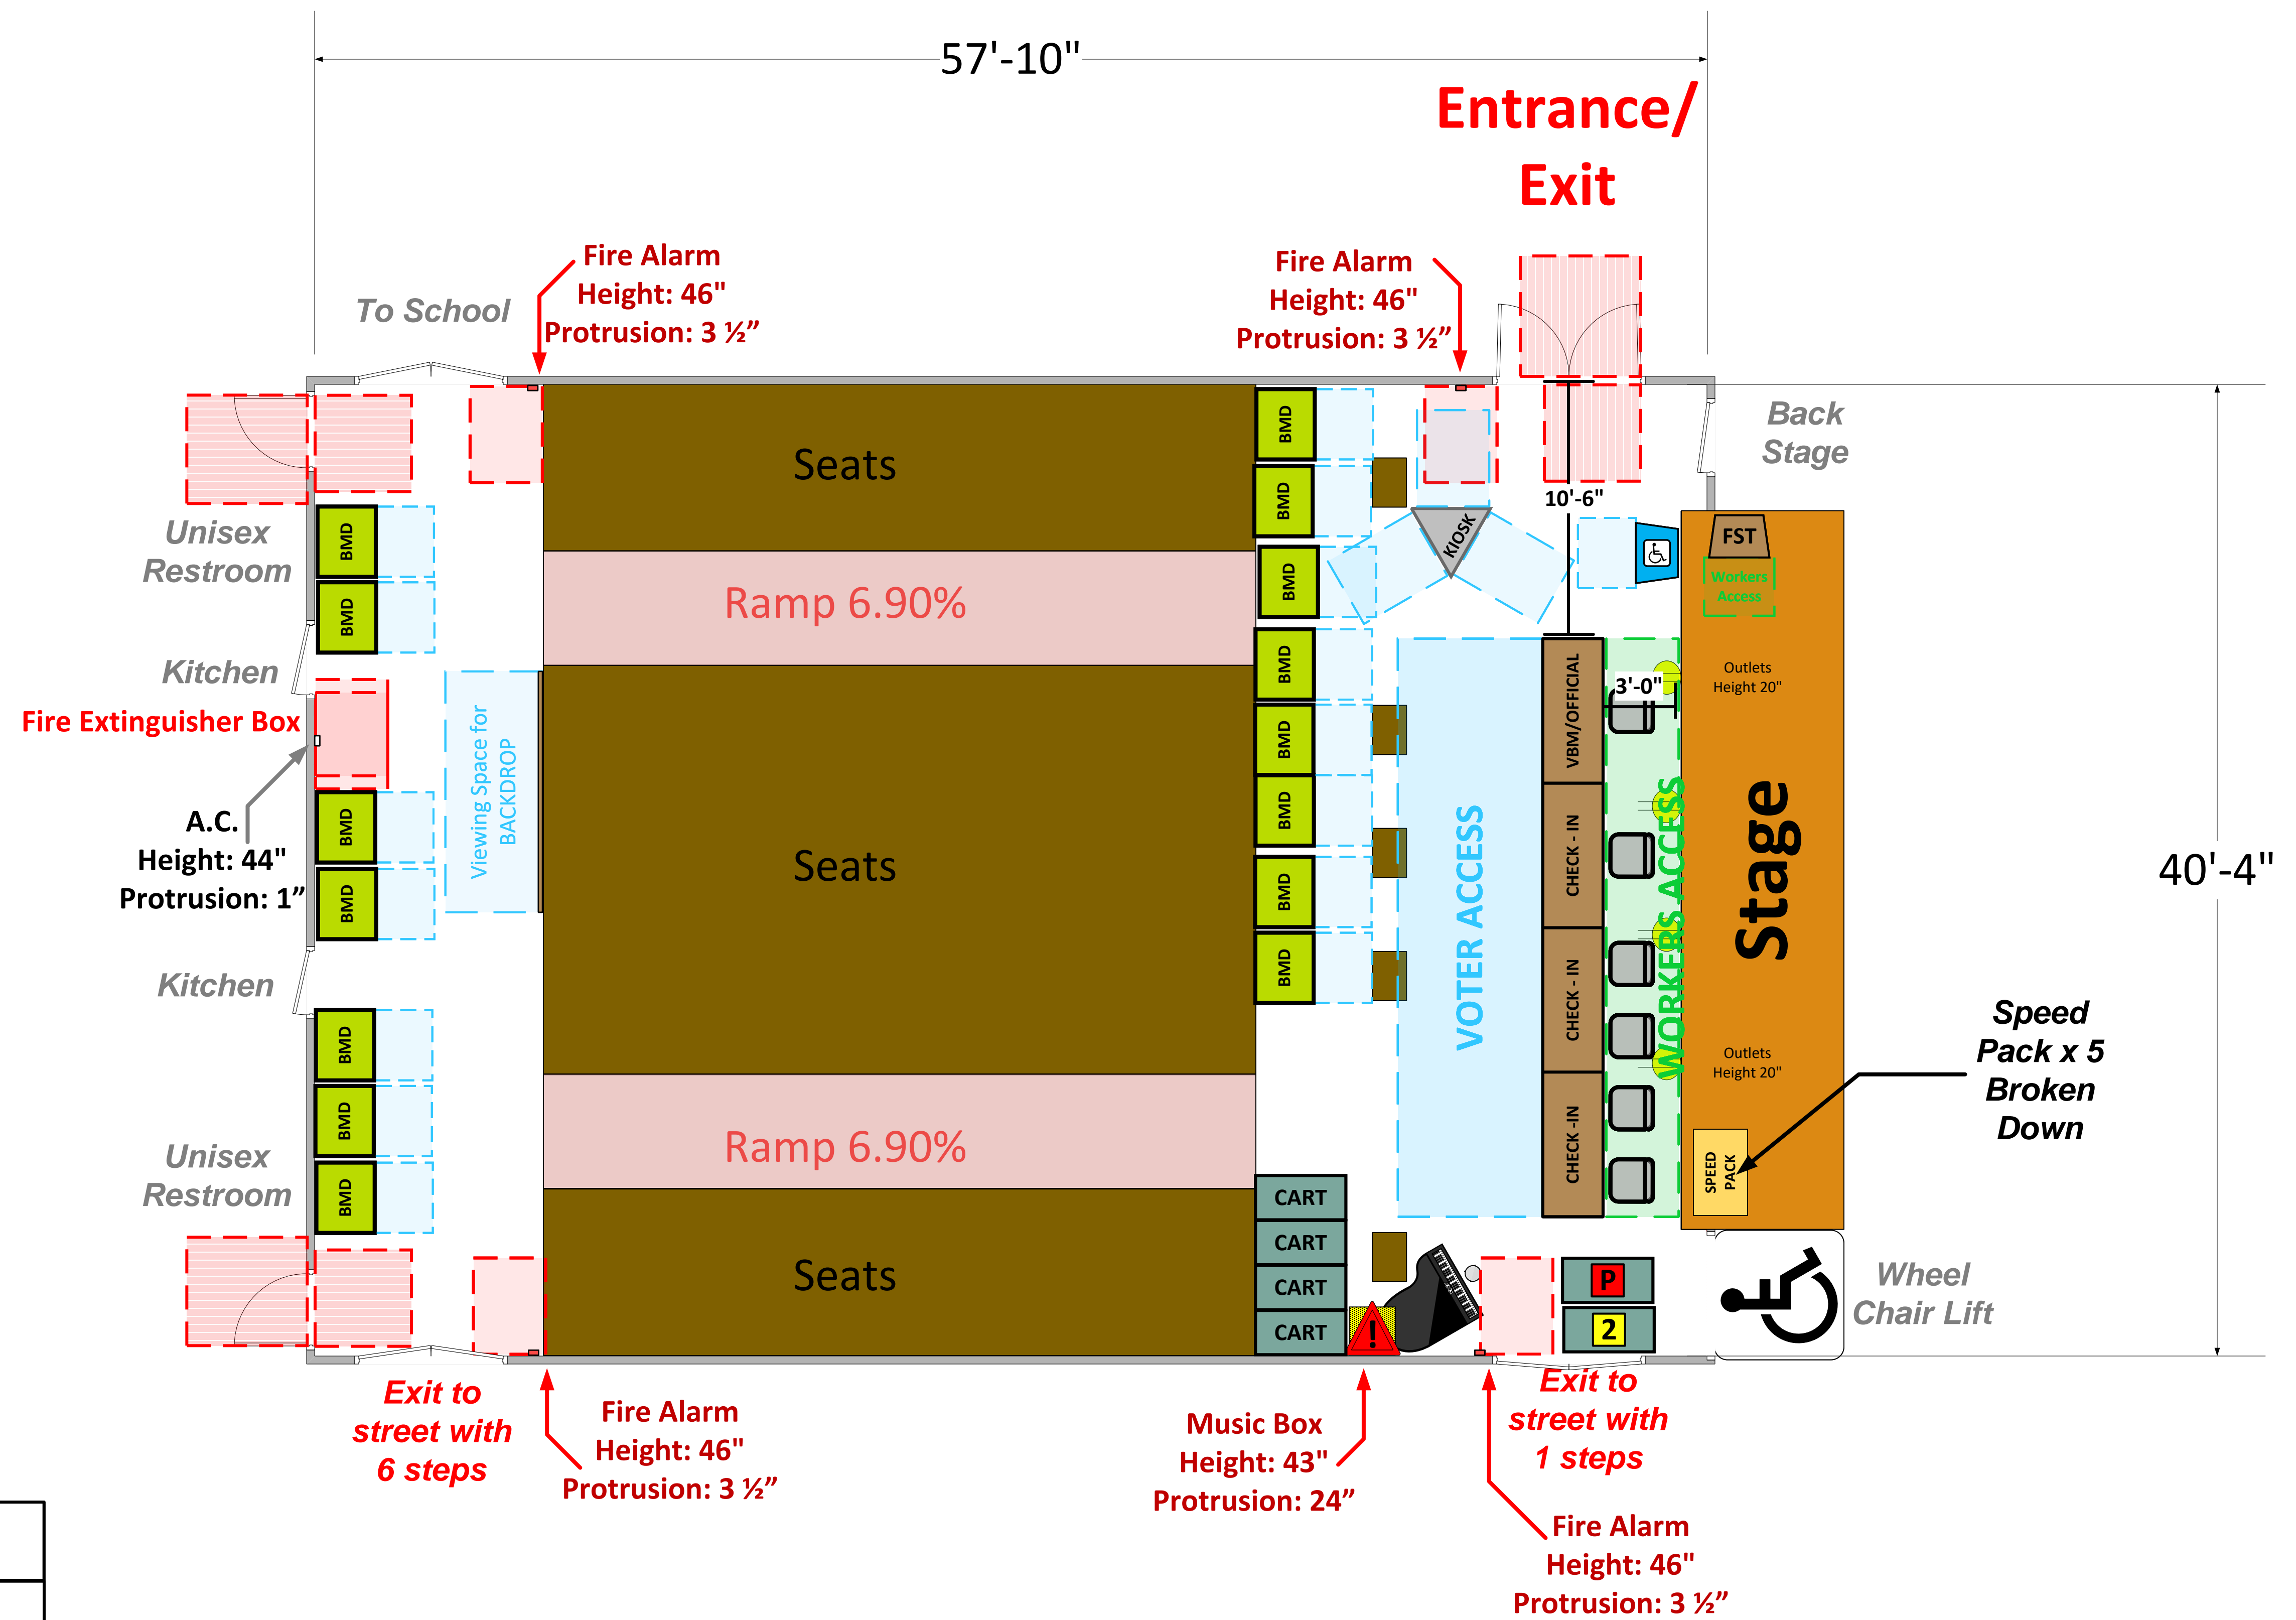 57'-10"
Entrance/
Exit
Fire Alarm
Height: 46"
Protrusion: 3 ½”
Fire Alarm
Height: 46"
Protrusion: 3 ½”
To School
Back
Stage
BMD
BMD
BMD
BMD
BMD
BMD
BMD
BMD
Seats
10'-6"
KIOSK
FST
Workers
Access
Unisex
Restroom
BMD
BMD
Ramp 6.90%
Kitchen
Fire Extinguisher Box
Viewing Space for
BACKDROP
VBM/OFFICIAL
3'-0"
Outlets
Height 20"
A.C.
Height: 44"
Protrusion: 1”
BMD
BMD
Seats
VOTER ACCESS
CHECK - IN
CHECK - IN
CHECK -IN
WORKERS ACCESS
Stage
40'-4"
Kitchen
Outlets
Height 20"
Speed
Pack x 5
Broken
Down
BMD
BMD
BMD
Unisex
Restroom
Ramp 6.90%
SPEED
PACK
CART
CART
CART
CART
Seats
!
P
2
Wheel
Chair Lift
Exit to
street with
6 steps
Fire Alarm
Height: 46"
Protrusion: 3 ½”
Music Box
Height: 43"
Protrusion: 24”
Exit to
street with
1 steps
Fire Alarm
Height: 46"
Protrusion: 3 ½”